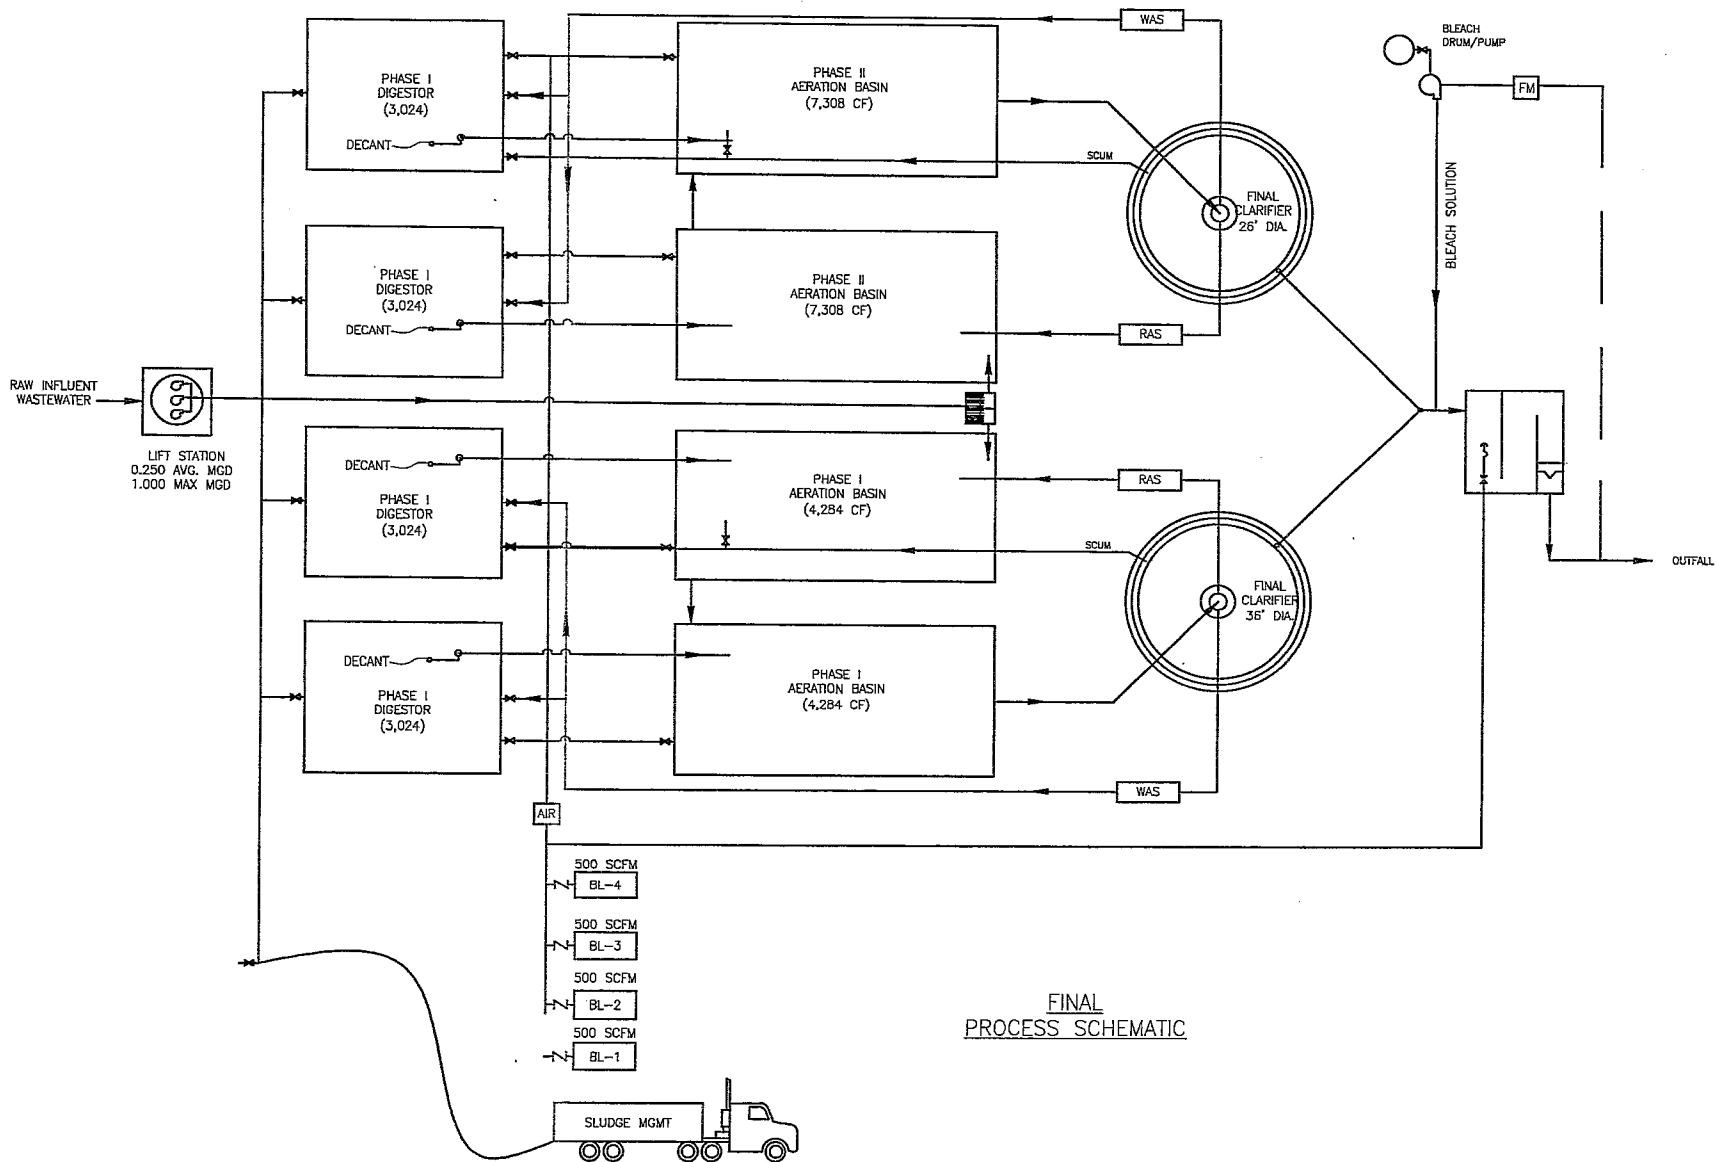 WAS
BLEACH
DRUM/PUMP
FM
PHASE I
DIGESTOR
(3,024)
DECANT
PHASE II
AERATION BASIN
(7,308 CF)
SCUM
FINAL
CLARIFIER
26' DIA.
BLEACH SOLUTION
PHASE I
DIGESTOR
(3,024)
DECANT
PHASE II
AERATION BASIN
(7,308 CF)
RAS
RAW INFLUENT
WASTEWATER
LIFT STATION
0.250 AVG. MGD
1.000 MAX MGD
DECANT
PHASE I
DIGESTOR
(3,024)
PHASE I
AERATION BASIN
(4,284 CF)
RAS
SCUM
OUTFALL
FINAL
CLARIFIER
36' DIA.
DECANT
PHASE I
DIGESTOR
(3,024)
PHASE I
AERATION BASIN
(4,284 CF)
WAS
AIR
500 SCFM
BL-4
500 SCFM
BL-3
500 SCFM
BL-2
500 SCFM
BL-1
FINAL
PROCESS SCHEMATIC
SLUDGE MGMT